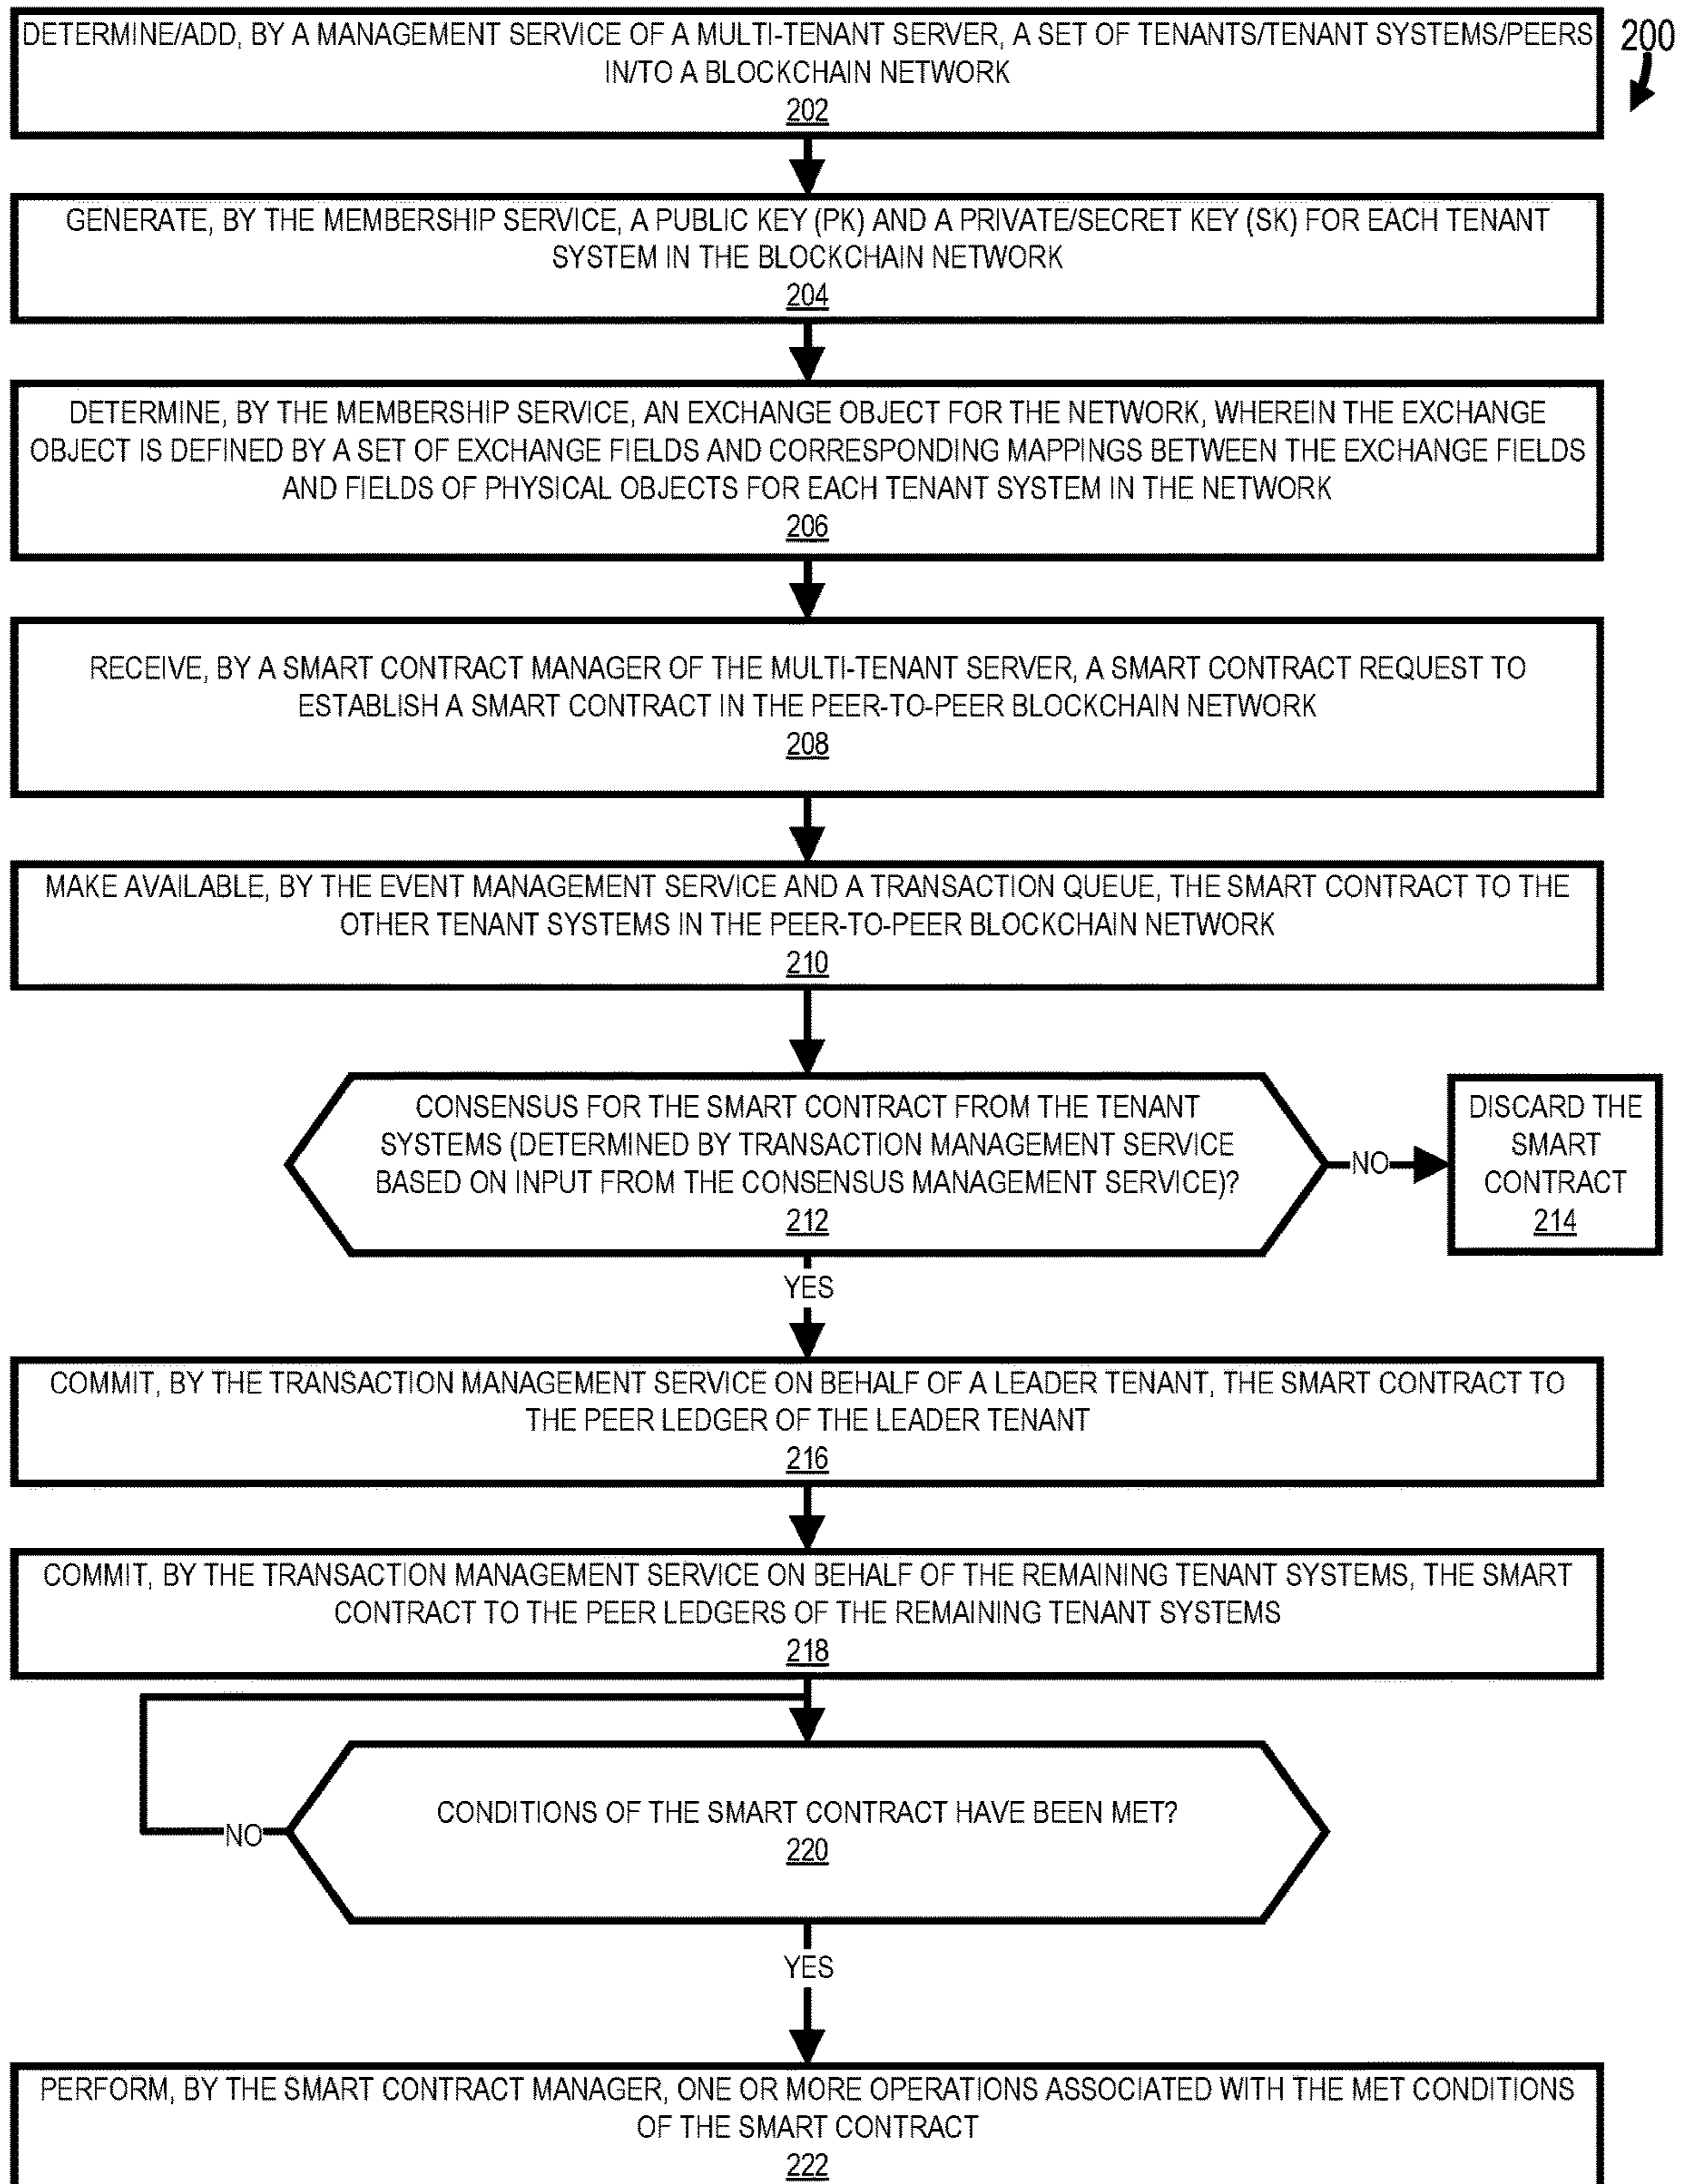 DETERMINE/ADD, BY A MANAGEMENT SERVICE OF A MULTI-TENANT SERVER, A SET OF TENANTS/TENANT SYSTEMS/PEERS
IN/TO A BLOCKCHAIN NETWORK
202
200
GENERATE, BY THE MEMBERSHIP SERVICE, A PUBLIC KEY (PK) AND A PRIVATE/SECRET KEY (SK) FOR EACH TENANT
SYSTEM IN THE BLOCKCHAIN NETWORK
204
DETERMINE, BY THE MEMBERSHIP SERVICE, AN EXCHANGE OBJECT FOR THE NETWORK, WHEREIN THE EXCHANGE
OBJECT IS DEFINED BY A SET OF EXCHANGE FIELDS AND CORRESPONDING MAPPINGS BETWEEN THE EXCHANGE FIELDS
AND FIELDS OF PHYSICAL OBJECTS FOR EACH TENANT SYSTEM IN THE NETWORK
206
RECEIVE, BY A SMART CONTRACT MANAGER OF THE MULTI-TENANT SERVER, A SMART CONTRACT REQUEST TO
ESTABLISH A SMART CONTRACT IN THE PEER-TO-PEER BLOCKCHAIN NETWORK
208
MAKE AVAILABLE, BY THE EVENT MANAGEMENT SERVICE AND A TRANSACTION QUEUE, THE SMART CONTRACT TO THE
OTHER TENANT SYSTEMS IN THE PEER-TO-PEER BLOCKCHAIN NETWORK
210
CONSENSUS FOR THE SMART CONTRACT FROM THE TENANT
SYSTEMS (DETERMINED BY TRANSACTION MANAGEMENT SERVICE
BASED ON INPUT FROM THE CONSENSUS MANAGEMENT SERVICE)?
212
NO
DISCARD THE
SMART
CONTRACT
214
YES
COMMIT, BY THE TRANSACTION MANAGEMENT SERVICE ON BEHALF OF A LEADER TENANT, THE SMART CONTRACT TO
THE PEER LEDGER OF THE LEADER TENANT
216
COMMIT, BY THE TRANSACTION MANAGEMENT SERVICE ON BEHALF OF THE REMAINING TENANT SYSTEMS, THE SMART
CONTRACT TO THE PEER LEDGERS OF THE REMAINING TENANT SYSTEMS
218
CONDITIONS OF THE SMART CONTRACT HAVE BEEN MET?
220
NO
YES
PERFORM, BY THE SMART CONTRACT MANAGER, ONE OR MORE OPERATIONS ASSOCIATED WITH THE MET CONDITIONS
OF THE SMART CONTRACT
222